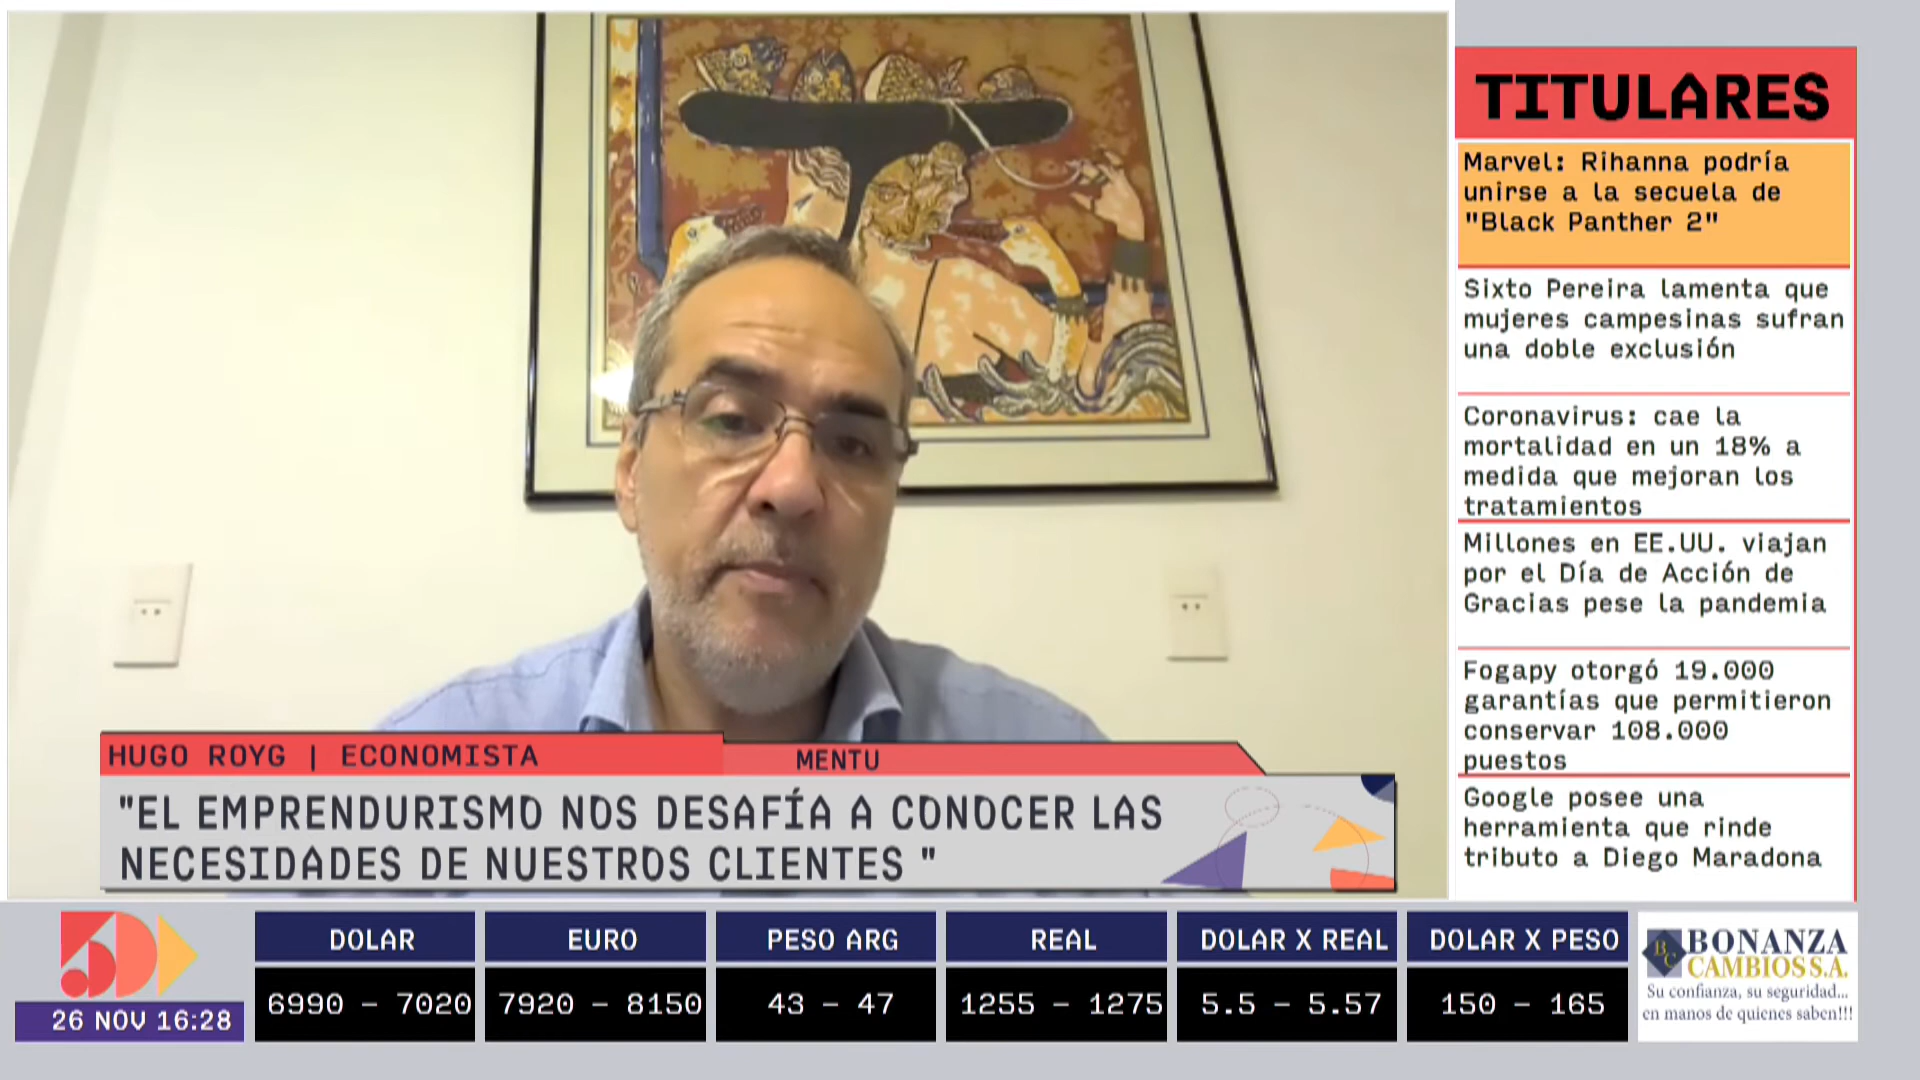 TITULARES
Marvel: Rihanna podría
unirse a la secuela de
"Black Panther 2"
Sixto Pereira lamenta que
mujeres campesinas sufran
una doble exclusión
Coronavirus: cae la
mortalidad en un 18% a
medida que mejoran los
tratamientos
Millones en EE.UU. viajan
por el Día de Acción de
Gracias pese la pandemia
Fogapy otorgó 19.000
garantías que permitieron
conservar 108.000
puestos
Google posee una
herramienta que rinde
tributo a Diego Maradona
HUGO ROYG | ECONOMISTA
MENTU
"EL EMPRENDURISMO NOS DESAFÍA A CONOCER LAS
NECESIDADES DE NUESTROS CLIENTES "
5D
26 NOV 16:28
DOLAR
6990 - 7020
EURO
7920 - 8150
PESO ARG
43 - 47
REAL
1255 - 1275
DOLAR X REAL
5.5 - 5.57
DOLAR X PESO
150 - 165
BC
BONANZA
CAMBIOS S.A.
Su confianza, su seguridad...
en manos de quienes saben!!!